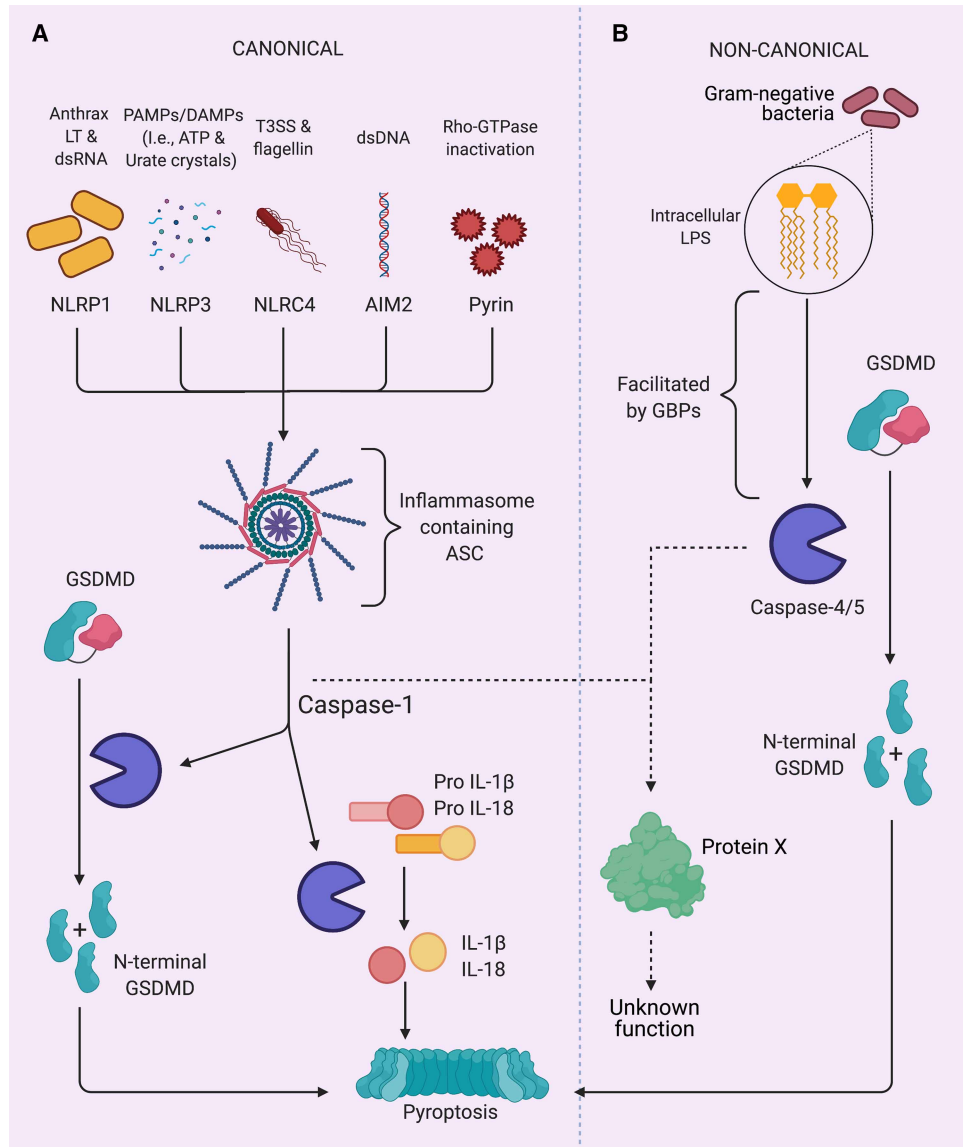 A
CANONICAL
Anthrax
LT &
dsRNA
PAMPs/DAMPs
(I.e., ATP &
Urate crystals)
T3SS &
flagellin
dsDNA
Rho-GTPase
inactivation
NLRP1
NLRP3
NLRC4
AIM2
Pyrin
Inflammasome
containing
ASC
GSDMD
Caspase-1
Pro IL-1β
Pro IL-18
IL-1β
IL-18
+
N-terminal
GSDMD
Pyroptosis
B
NON-CANONICAL
Gram-negative
bacteria
Intracellular
LPS
Facilitated
by GBPs
GSDMD
Caspase-4/5
N-terminal
GSDMD
+
Protein X
Unknown
function